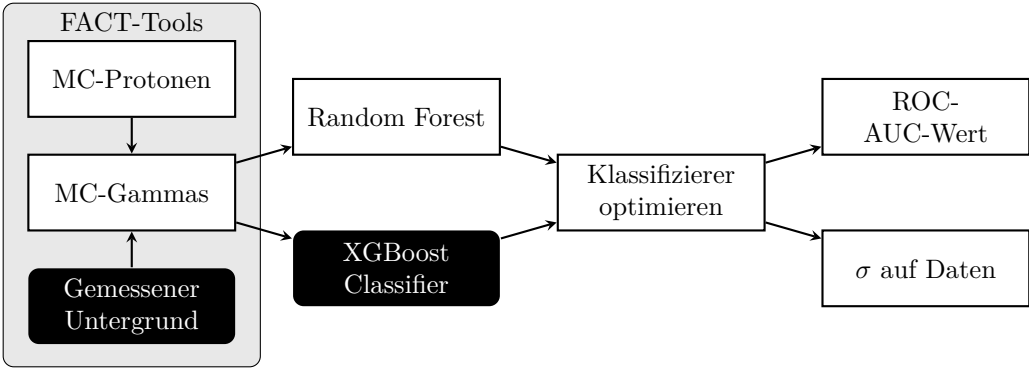 FACT-Tools
MC-Protonen
MC-Gammas
Gemessener
Untergrund
Random Forest
XGBoost
Classifier
Klassifizierer
optimieren
ROC-
AUC-Wert
σ auf Daten